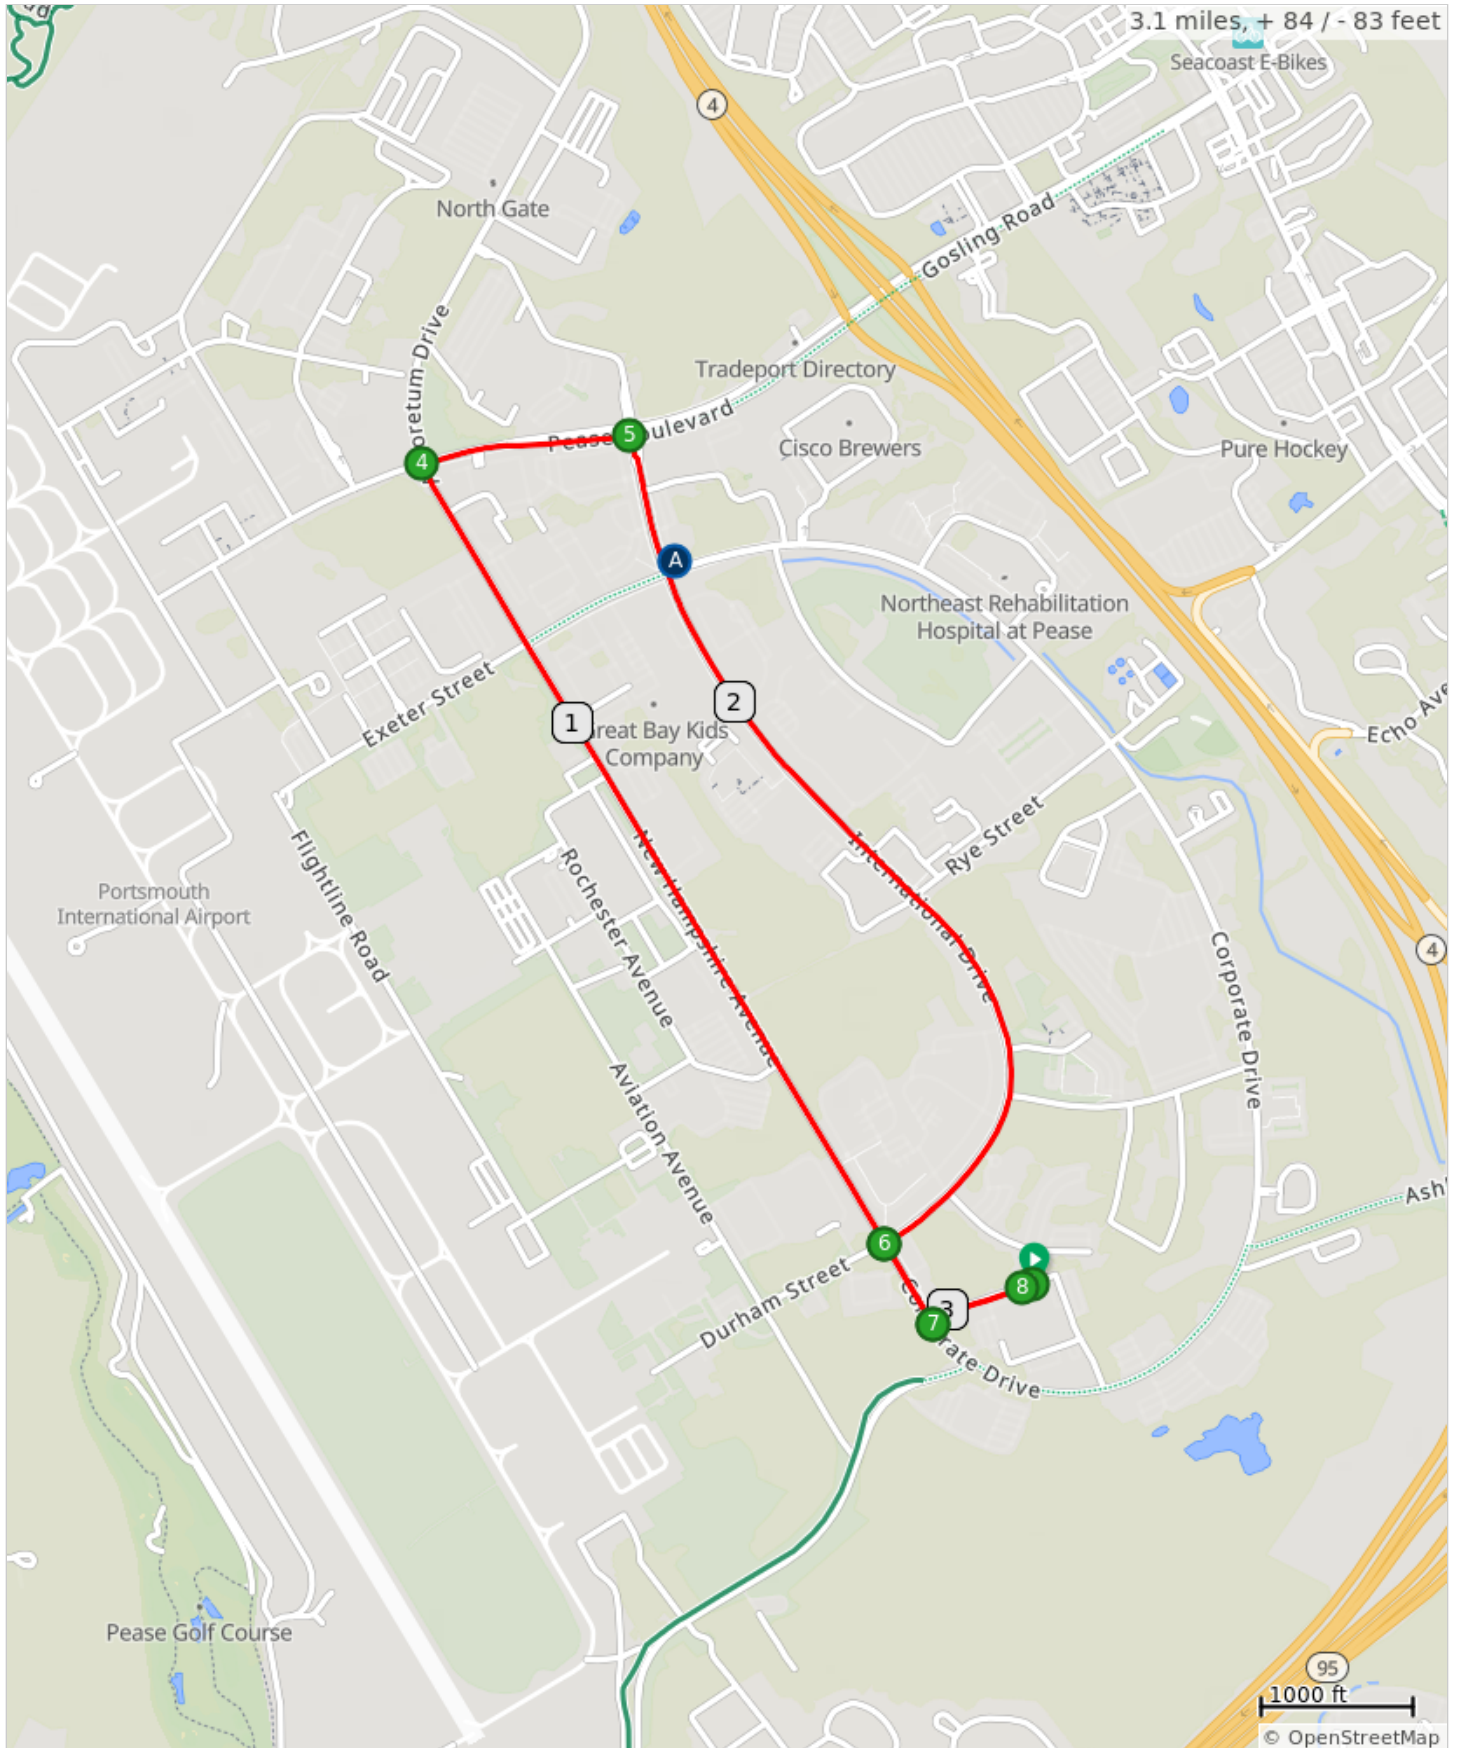 3.1 miles, + 84 / - 83 feet
Seacoast E-Bikes
4
North Gate
Gosling Road
Tradeport Directory
Pease Boulevard
5
4
Cisco Brewers
Pure Hockey
A
Northeast Rehabilitation
Hospital at Pease
Exeter Street
1
2
Great Bay Kids
Company
Echo Ave
Flightline Road
New Hampshire Avenue
International Drive
Rye Street
Rochester Avenue
Portsmouth
International Airport
Corporate Drive
4
Aviation Avenue
Ash
6
Durham Street
8
3
7
Corporate Drive
Pease Golf Course
95
1000 ft
© OpenStreetMap